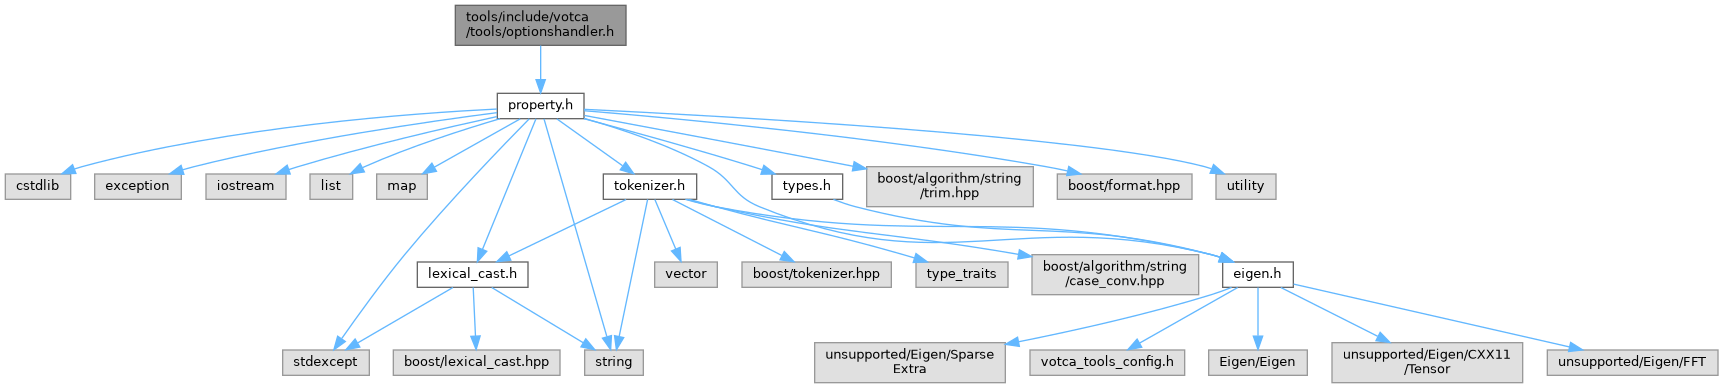 tools/include/votca
/tools/optionshandler.h
property.h
cstdlib
exception
iostream
list
map
tokenizer.h
types.h
boost/algorithm/string
/trim.hpp
boost/format.hpp
utility
lexical_cast.h
vector
boost/tokenizer.hpp
type_traits
boost/algorithm/string
/case_conv.hpp
eigen.h
stdexcept
boost/lexical_cast.hpp
string
unsupported/Eigen/Sparse
Extra
votca_tools_config.h
Eigen/Eigen
unsupported/Eigen/CXX11
/Tensor
unsupported/Eigen/FFT